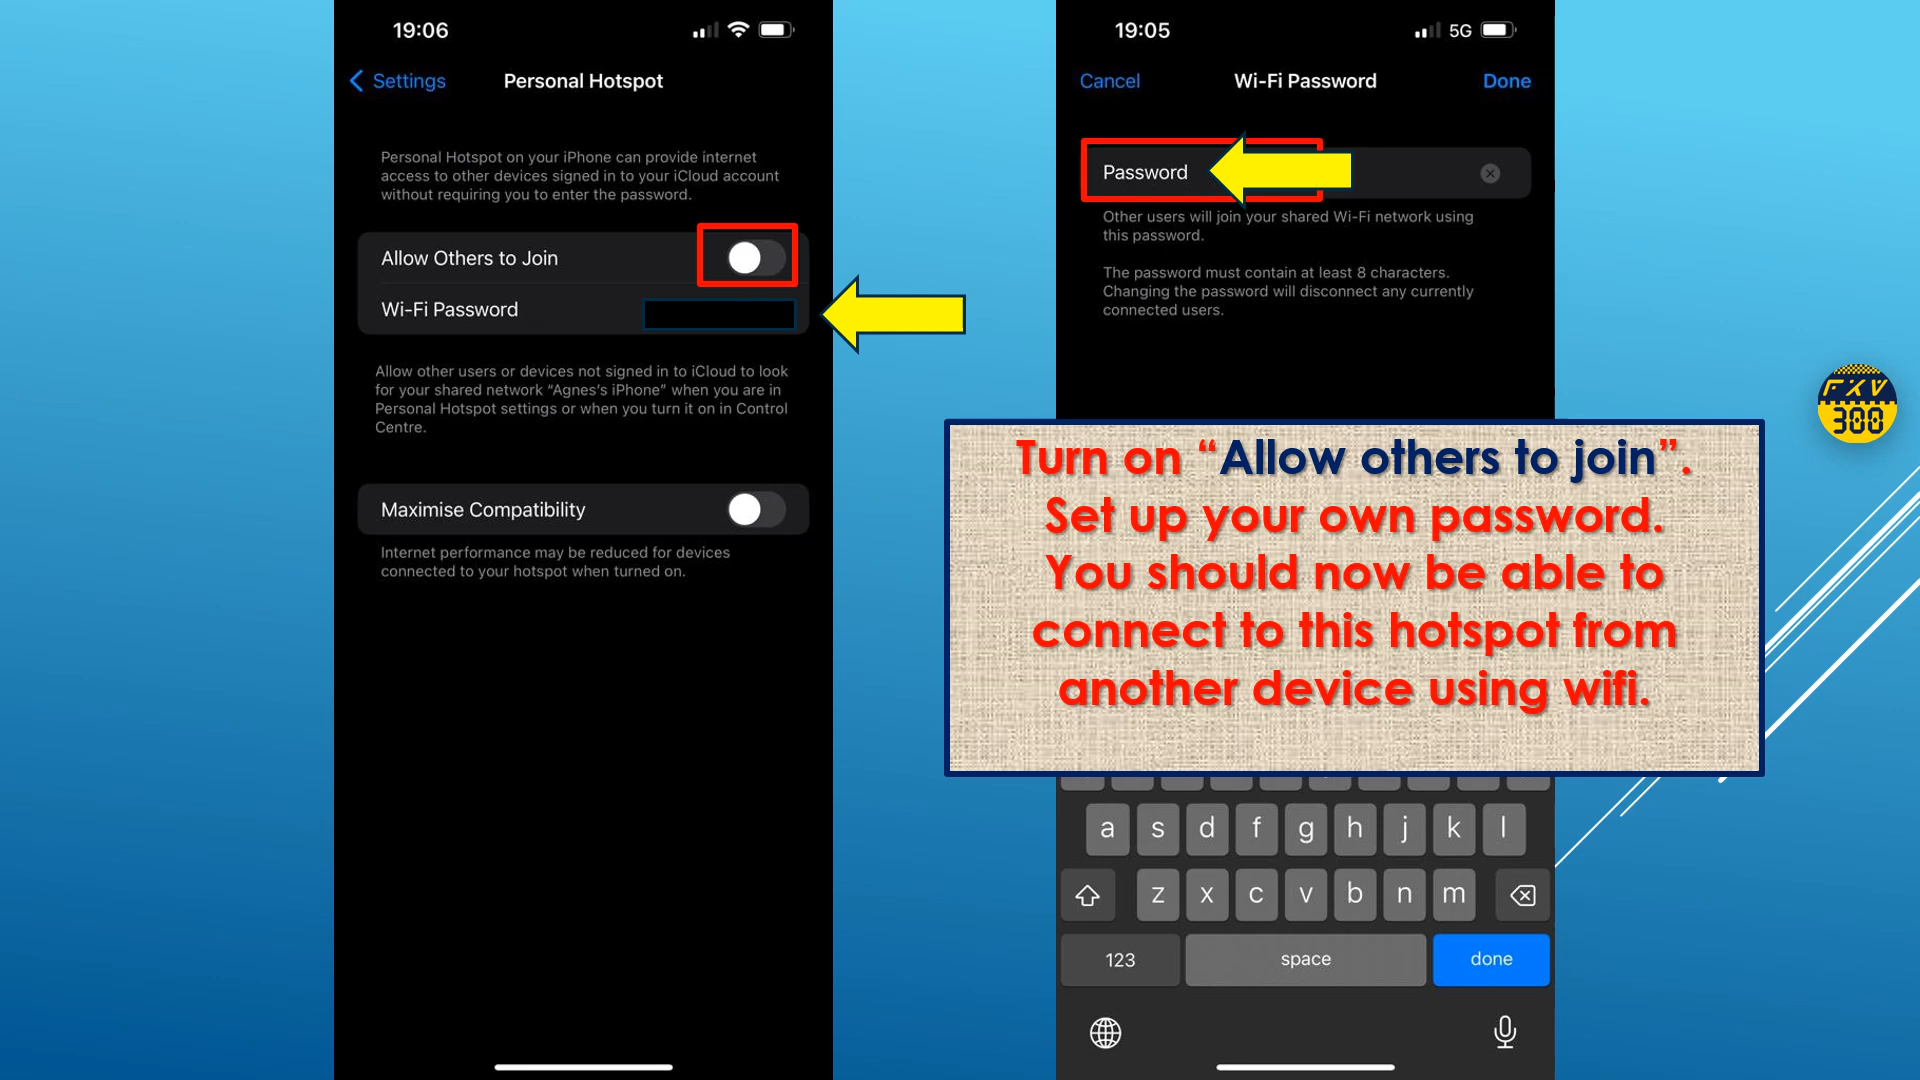 19:06
Settings
Personal Hotspot
Personal Hotspot on your iPhone can provide internet
access to other devices signed in to your iCloud account
without requiring you to enter the password.
Allow Others to Join
Wi-Fi Password
Allow other users or devices not signed in to iCloud to look
for your shared network “Agnes’s iPhone” when you are in
Personal Hotspot settings or when you turn it on in Control
Centre.
Maximise Compatibility
Internet performance may be reduced for devices
connected to your hotspot when turned on.
19:05
5G
Cancel
Wi-Fi Password
Done
Password
Other users will join your shared Wi-Fi network using
this password.
The password must contain at least 8 characters.
Changing the password will disconnect any currently
connected users.
FXV
300
Turn on “Allow others to join”.
Set up your own password.
You should now be able to
connect to this hotspot from
another device using wifi.
a s d f g h j k l
z x c v b n m
123
space
done